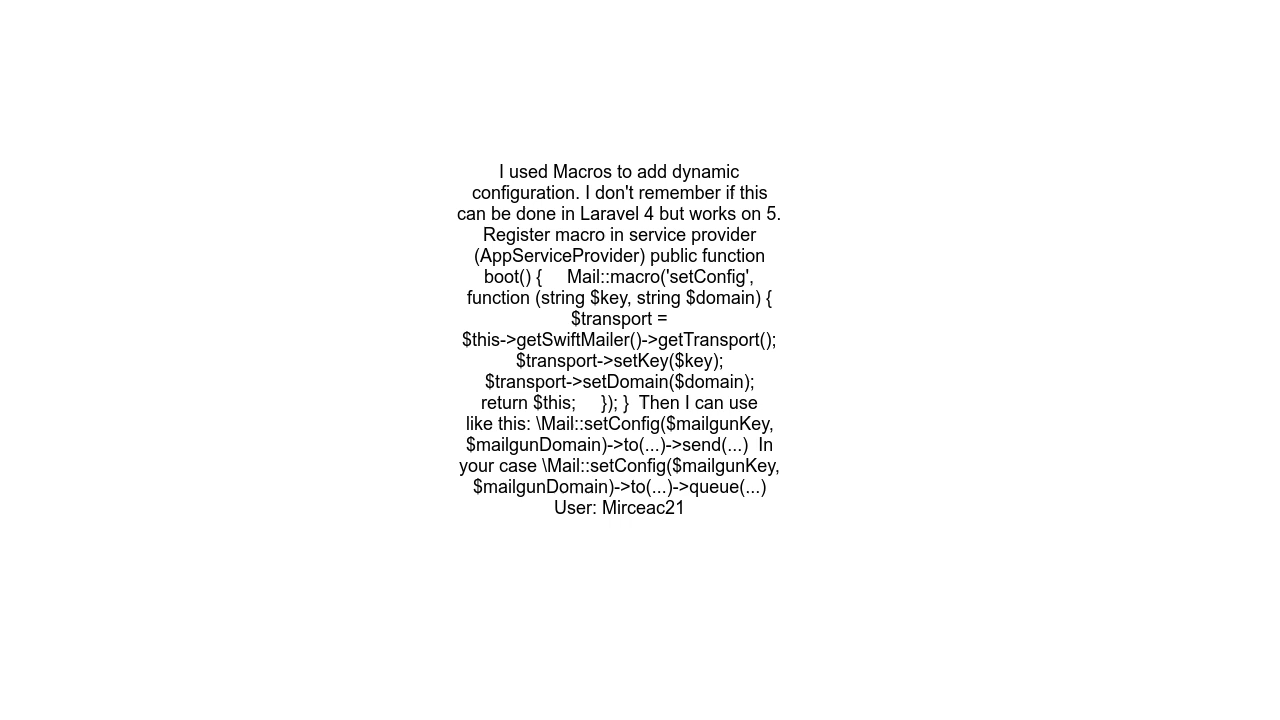 I used Macros to add dynamic
configuration. I don't remember if this
can be done in Laravel 4 but works on 5.
Register macro in service provider
(AppServiceProvider) public function
boot() {     Mail::macro('setConfig',
function (string $key, string $domain) {
$transport =
$this->getSwiftMailer()->getTransport();
$transport->setKey($key);
$transport->setDomain($domain);
return $this;     }); }  Then I can use
like this: \Mail::setConfig($mailgunKey,
$mailgunDomain)->to(...)->send(...)  In
your case \Mail::setConfig($mailgunKey,
$mailgunDomain)->to(...)->queue(...)
User: Mirceac21